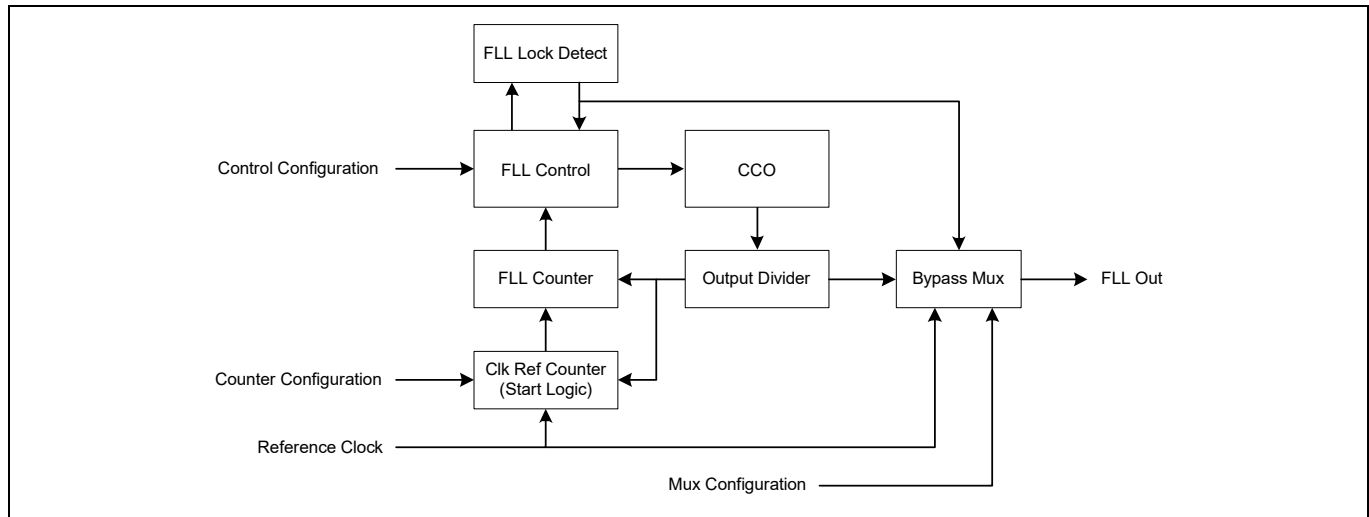 FLL Lock Detect
Control Configuration
FLL Control
CCO
FLL Counter
Output Divider
Bypass Mux
FLL Out
Counter Configuration
Clk Ref Counter
(Start Logic)
Reference Clock
Mux Configuration